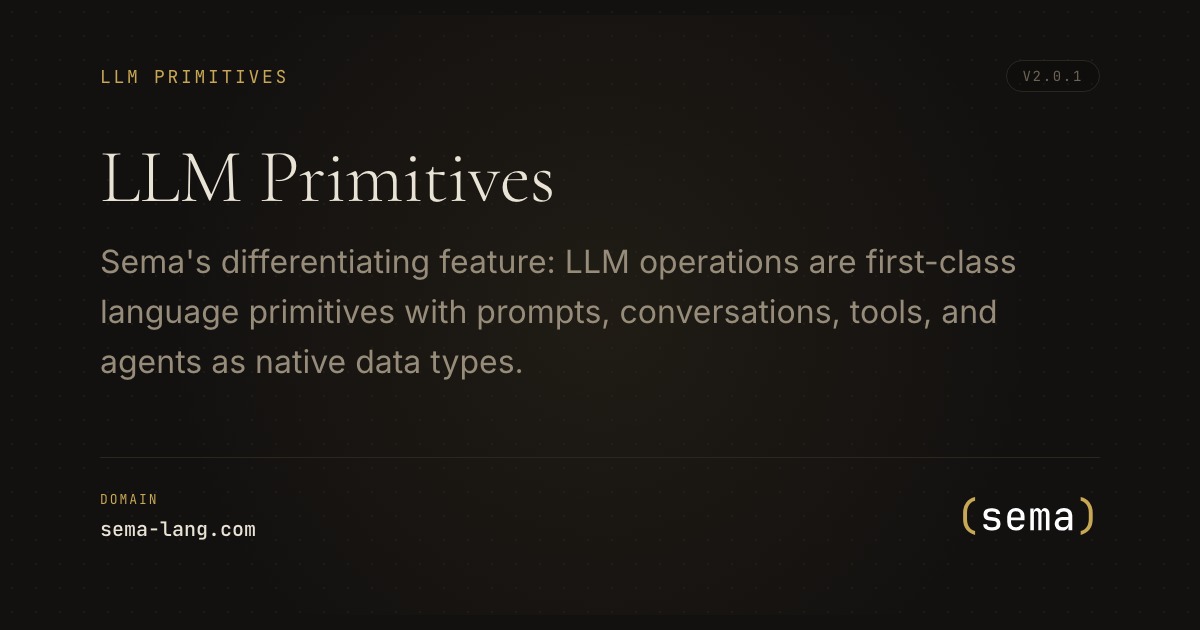 LLM PRIMITIVES
V2.0.1
LLM Primitives
Sema's differentiating feature: LLM operations are first-class
language primitives with prompts, conversations, tools, and
agents as native data types.
DOMAIN
sema-lang.com
(sema)